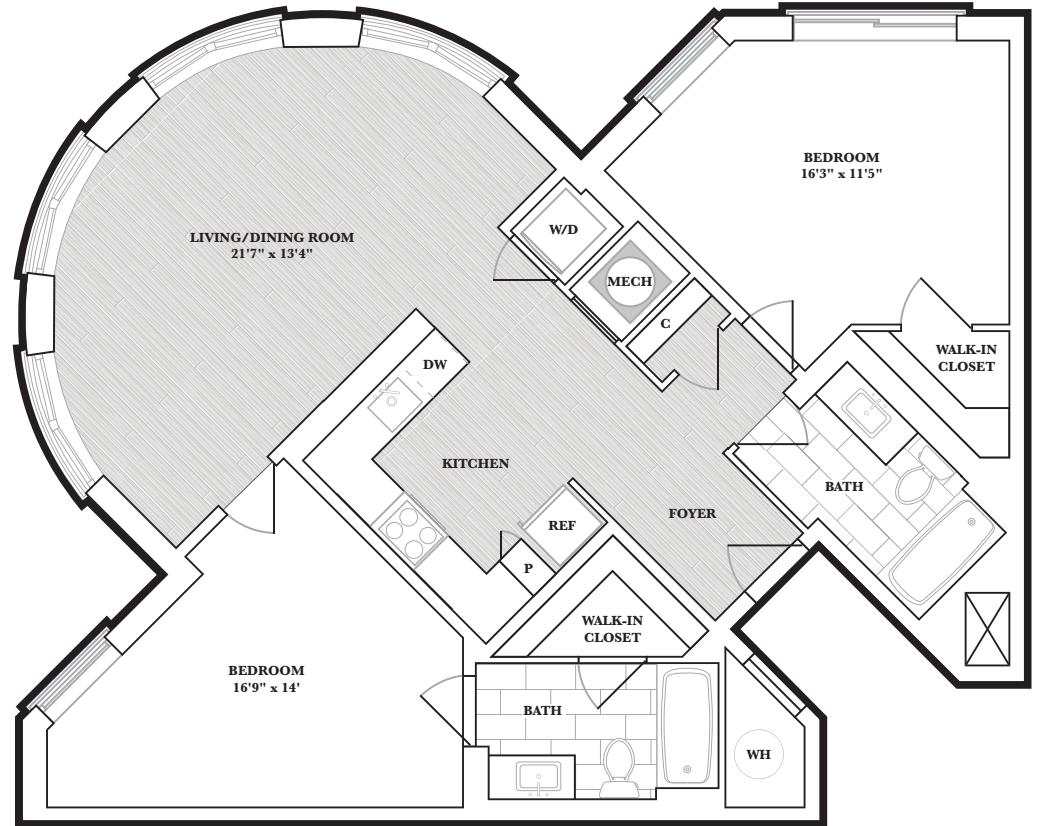 BEDROOM
16'3" x 11'5"
W/D
LIVING/DINING ROOM
21'7" x 13'4"
MECH
C
WALK-IN
CLOSET
DW
KITCHEN
BATH
FOYER
REF
P
WALK-IN
CLOSET
BEDROOM
16'9" x 14'
BATH
WH